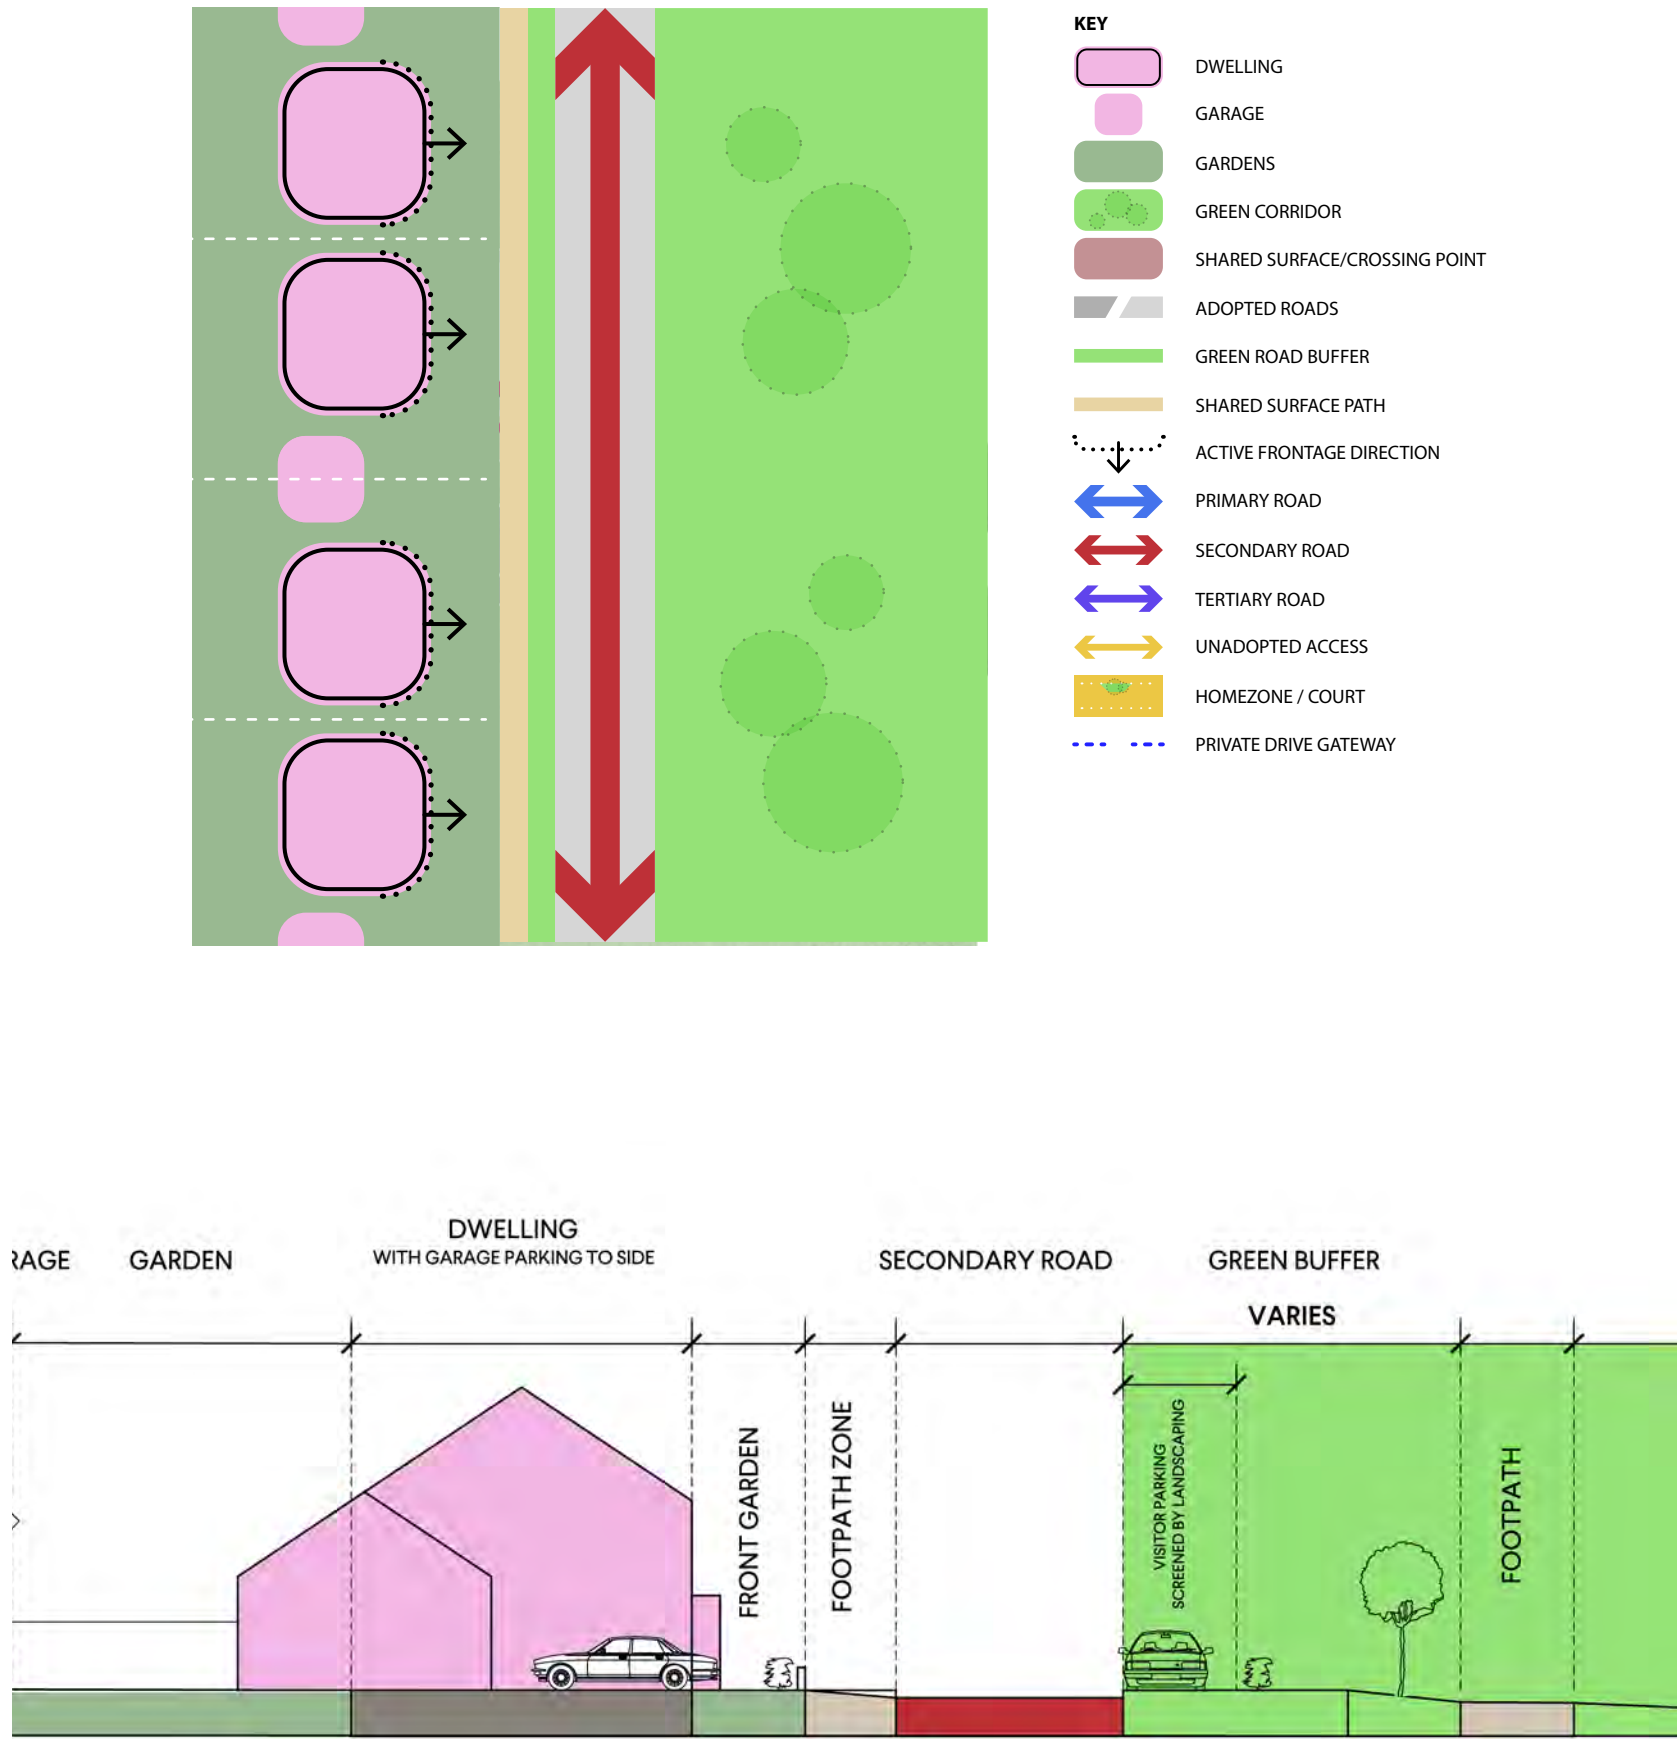 KEY
DWELLING
GARAGE
GARDENS
GREEN CORRIDOR
SHARED SURFACE/CROSSING POINT
ADOPTED ROADS
GREEN ROAD BUFFER
SHARED SURFACE PATH
ACTIVE FRONTAGE DIRECTION
PRIMARY ROAD
SECONDARY ROAD
TERTIARY ROAD
UNADOPTED ACCESS
HOMEZONE / COURT
PRIVATE DRIVE GATEWAY
RAGE
GARDEN
DWELLING
WITH GARAGE PARKING TO SIDE
SECONDARY ROAD
GREEN BUFFER
VARIES
FRONT GARDEN
FOOTPATH ZONE
VISITOR PARKING
SCREENED BY LANDSCAPING
FOOTPATH